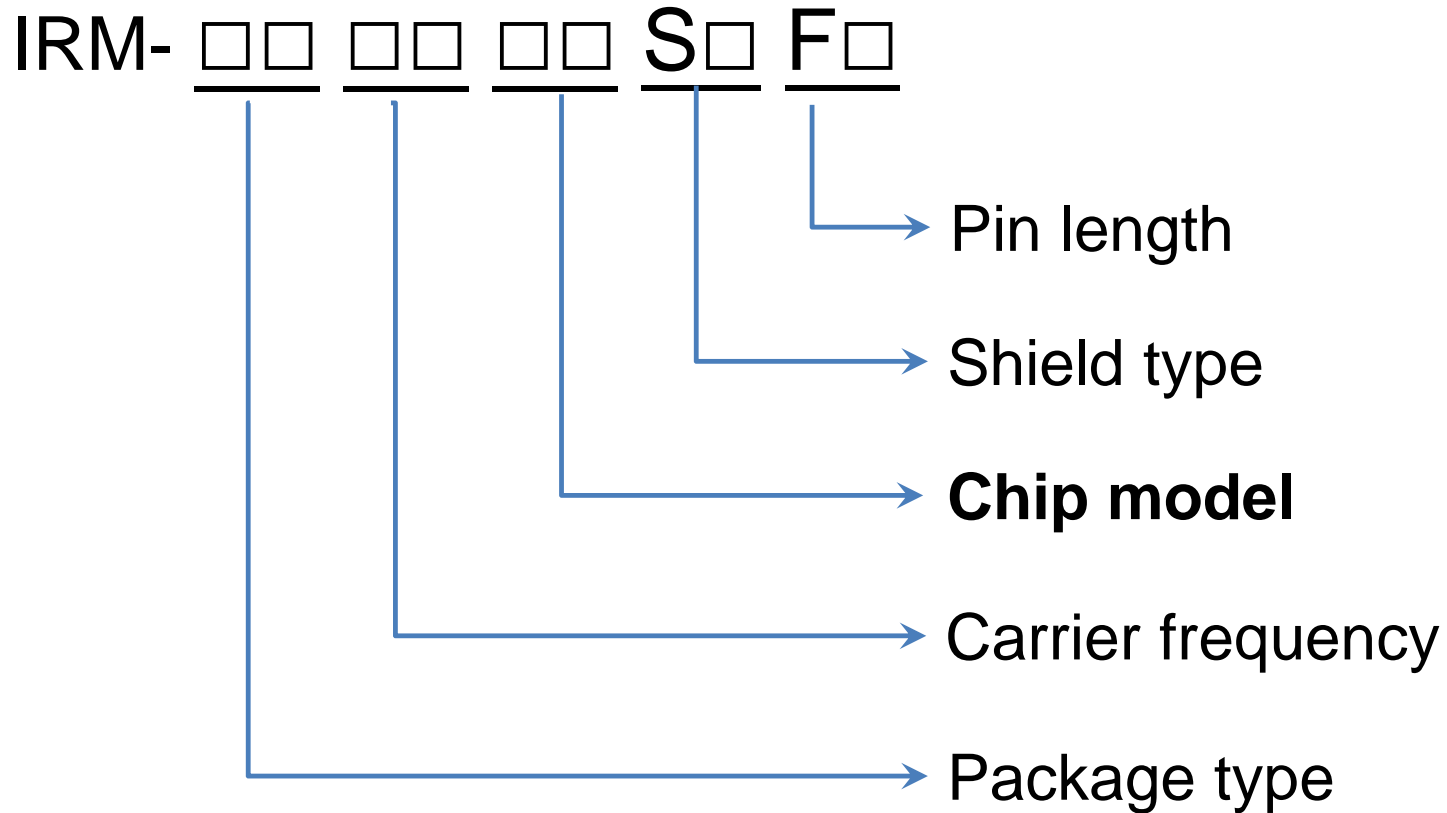 IRM- □□ □□ □□ S□ F□
Pin length
Shield type
Chip model
Carrier frequency
Package type